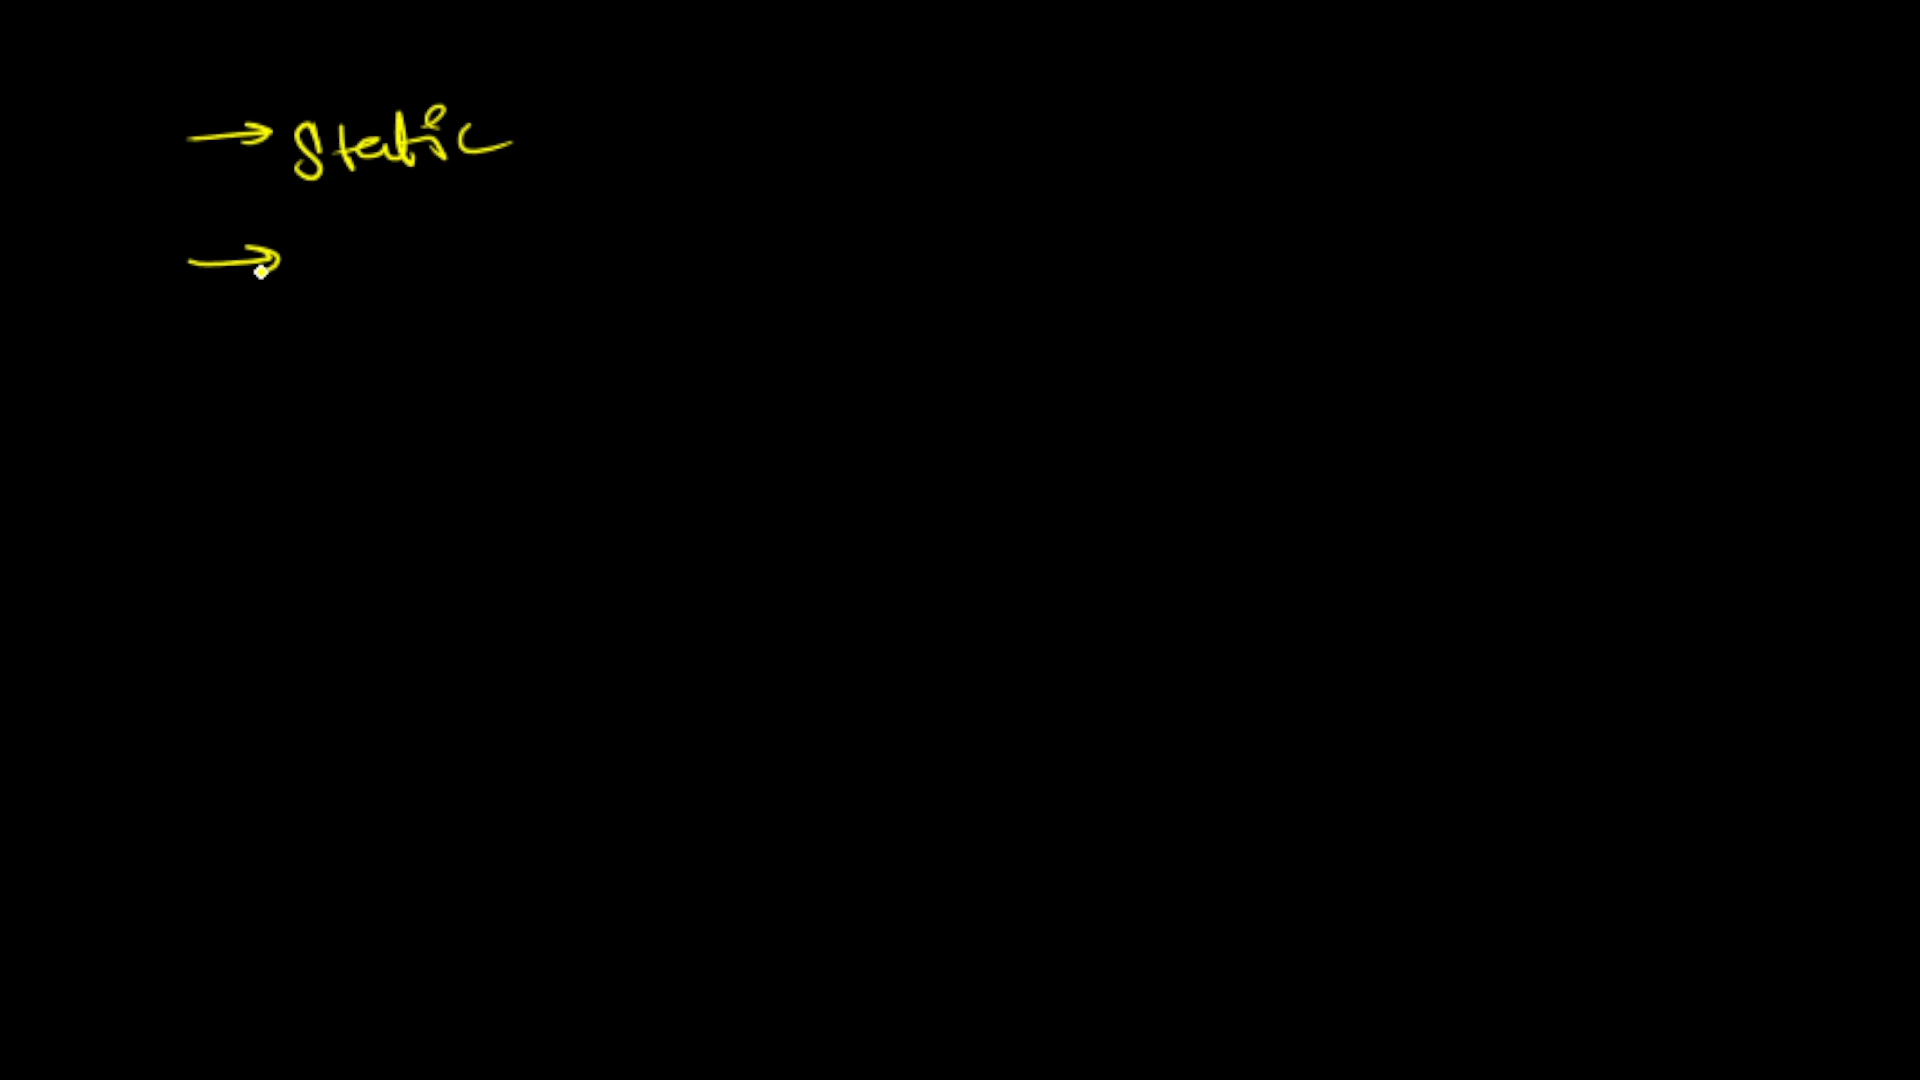 → Static
→